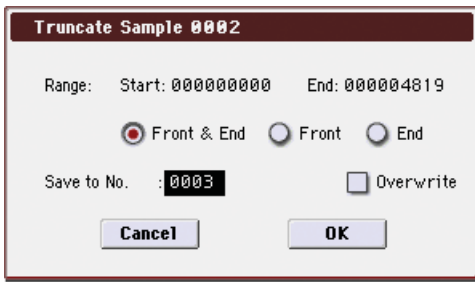 Truncate Sample 0002
Range: Start: 000000000 End: 000004819
Front & End Front End
Save to No. :0003 Overwrite
Cancel OK